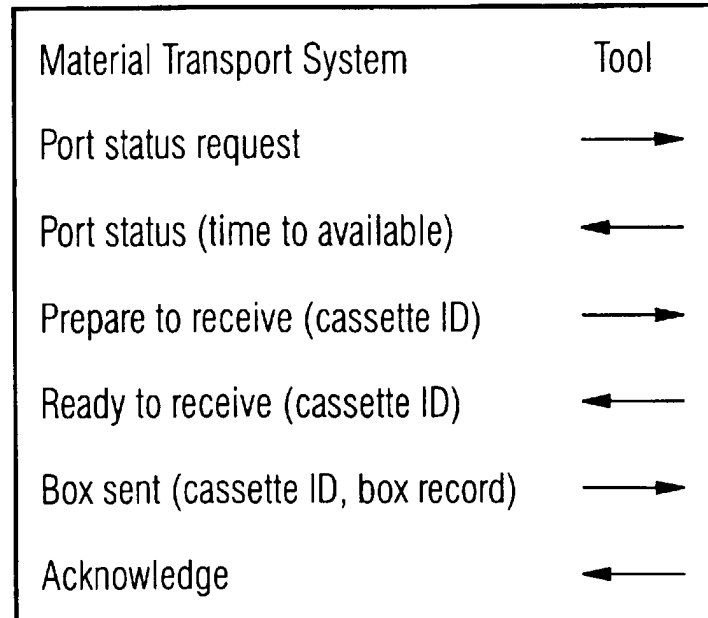 Material Transport System Tool
Port status request
Port status (time to available)
Prepare to receive (cassette ID)
Ready to receive (cassette ID)
Box sent (cassette ID, box record)
Acknowledge